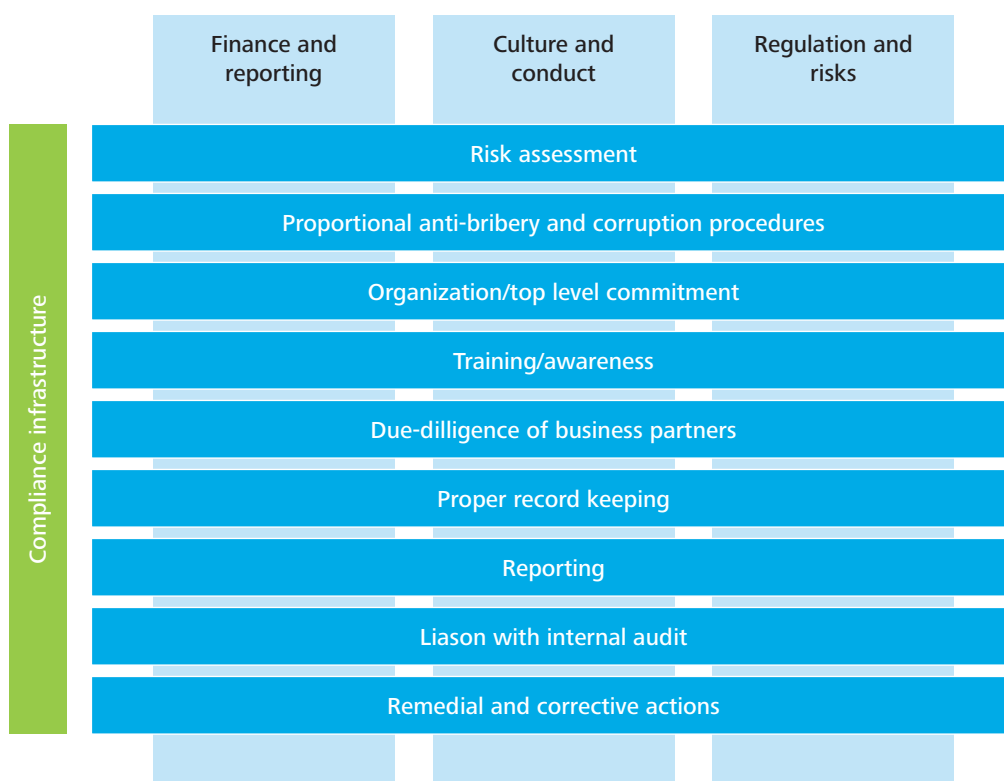 Finance and
reporting
Culture and
conduct
Regulation and
risks
Compliance infrastructure
Risk assessment
Proportional anti-bribery and corruption procedures
Organization/top level commitment
Training/awareness
Due-dilligence of business partners
Proper record keeping
Reporting
Liason with internal audit
Remedial and corrective actions